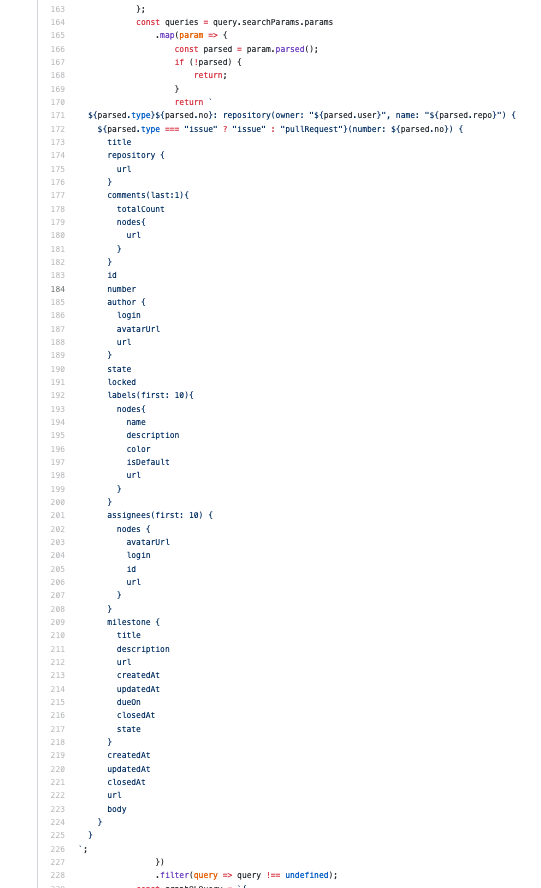 163 };
164 const queries = query.searchParams.params
165 .map(param => {
166 const parsed = param.parsed();
167 if (!parsed) {
168 return;
169 }
170 return `
171 ${parsed.type}${parsed.no}: repository(owner: "${parsed.user}", name: "${parsed.repo}") {
172 ${parsed.type === "issue" ? "issue" : "pullRequest"}(number: ${parsed.no}) {
173 title
174 repository {
175 url
176 }
177 comments(last:1){
178 totalCount
179 nodes{
180 url
181 }
182 }
183 id
184 number
185 author {
186 login
187 avatarUrl
188 url
189 }
190 state
191 locked
192 labels(first: 10){
193 nodes{
194 name
195 description
196 color
197 isDefault
198 url
199 }
200 }
201 assignees(first: 10) {
202 nodes {
203 avatarUrl
204 login
205 id
206 url
207 }
208 }
209 milestone {
210 title
211 description
212 url
213 createdAt
214 updatedAt
215 dueOn
216 closedAt
217 state
218 }
219 createdAt
220 updatedAt
221 closedAt
222 url
223 body
224 }
225 }
226 `;
227 })
228 .filter(query => query !== undefined);